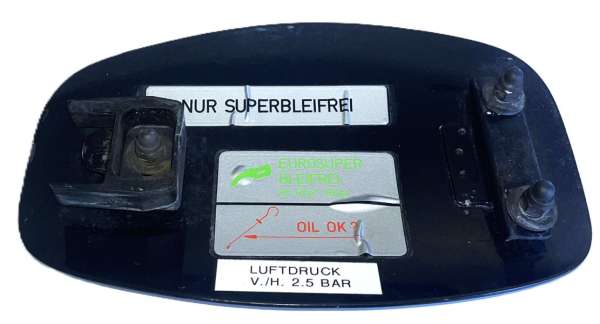 NUR SUPERBLEIFREI
EUROSUPER
BLEIFREI
OIL OK?
LUFTDRUCK
V./H. 2.5 BAR